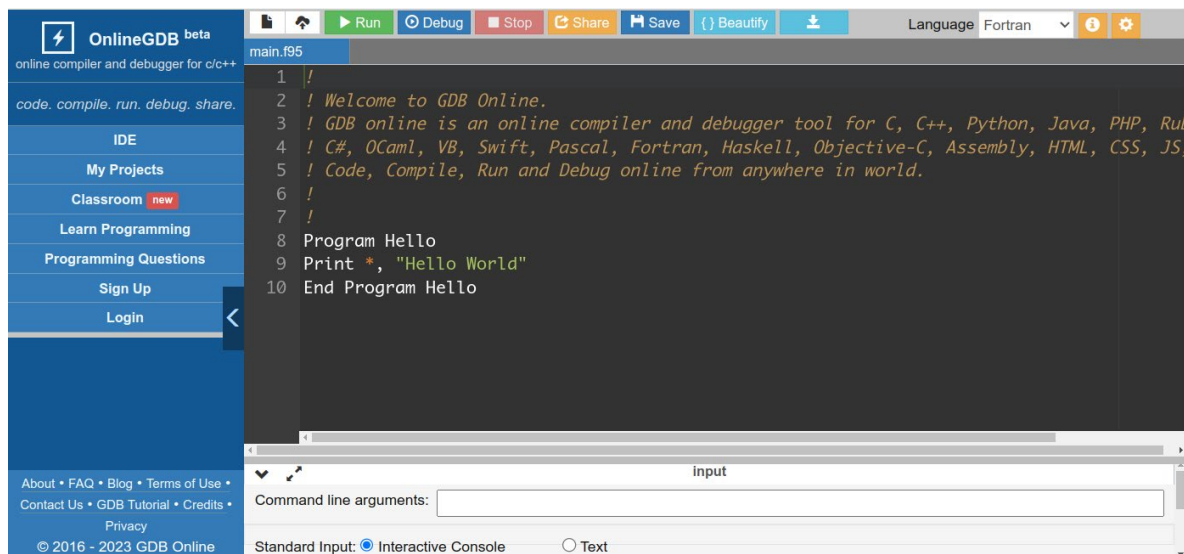 OnlineGDB beta
online compiler and debugger for c/c++
code. compile. run. debug. share.
IDE
My Projects
Classroom new
Learn Programming
Programming Questions
Sign Up
Login
About • FAQ • Blog • Terms of Use •
Contact Us • GDB Tutorial • Credits •
Privacy
© 2016 - 2023 GDB Online
Run Debug Stop Share Save { } Beautify Language Fortran
main.f95
1 !
2 ! Welcome to GDB Online.
3 ! GDB online is an online compiler and debugger tool for C, C++, Python, Java, PHP,
4 ! C#, OCaml, VB, Swift, Pascal, Fortran, Haskell, Objective-C, Assembly, HTML, CSS, JS,
5 ! Code, Compile, Run and Debug online from anywhere in world.
6 !
7 !
8 Program Hello
9 Print *, "Hello World"
10 End Program Hello
input
Command line arguments:
Standard Input: Interactive Console Text